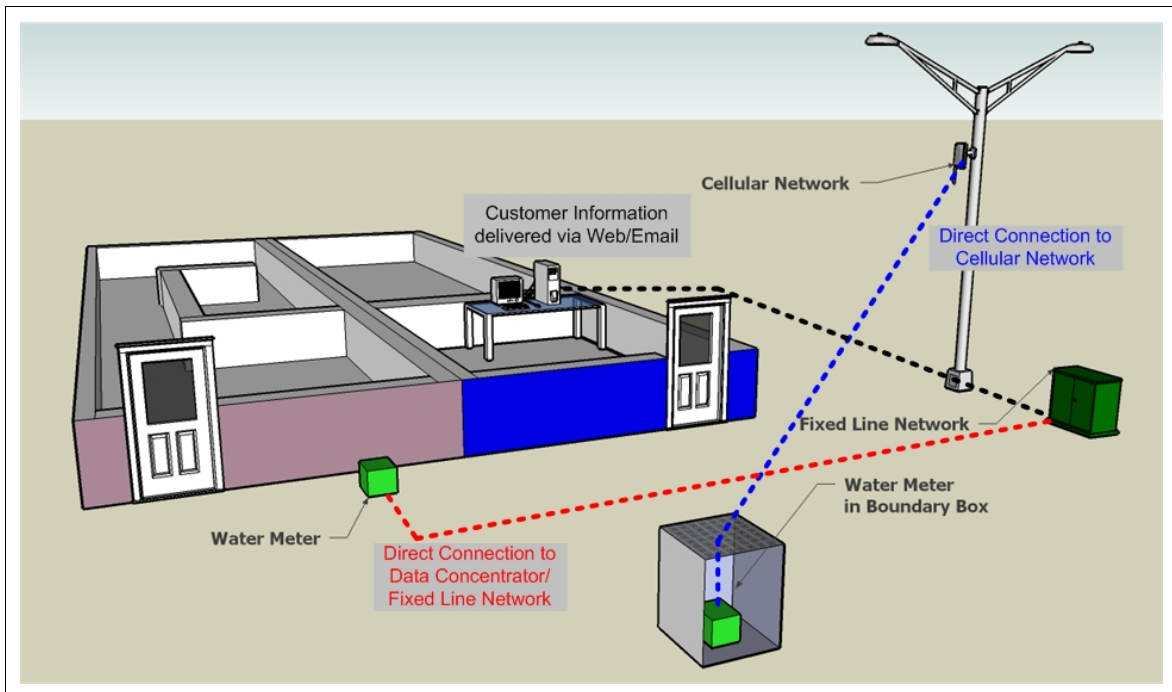 Cellular Network
Customer Information
delivered via Web/Email
Direct Connection to
Cellular Network
Fixed Line Network
Water Meter
in Boundary Box
Water Meter
Direct Connection to
Data Concentrator/
Fixed Line Network